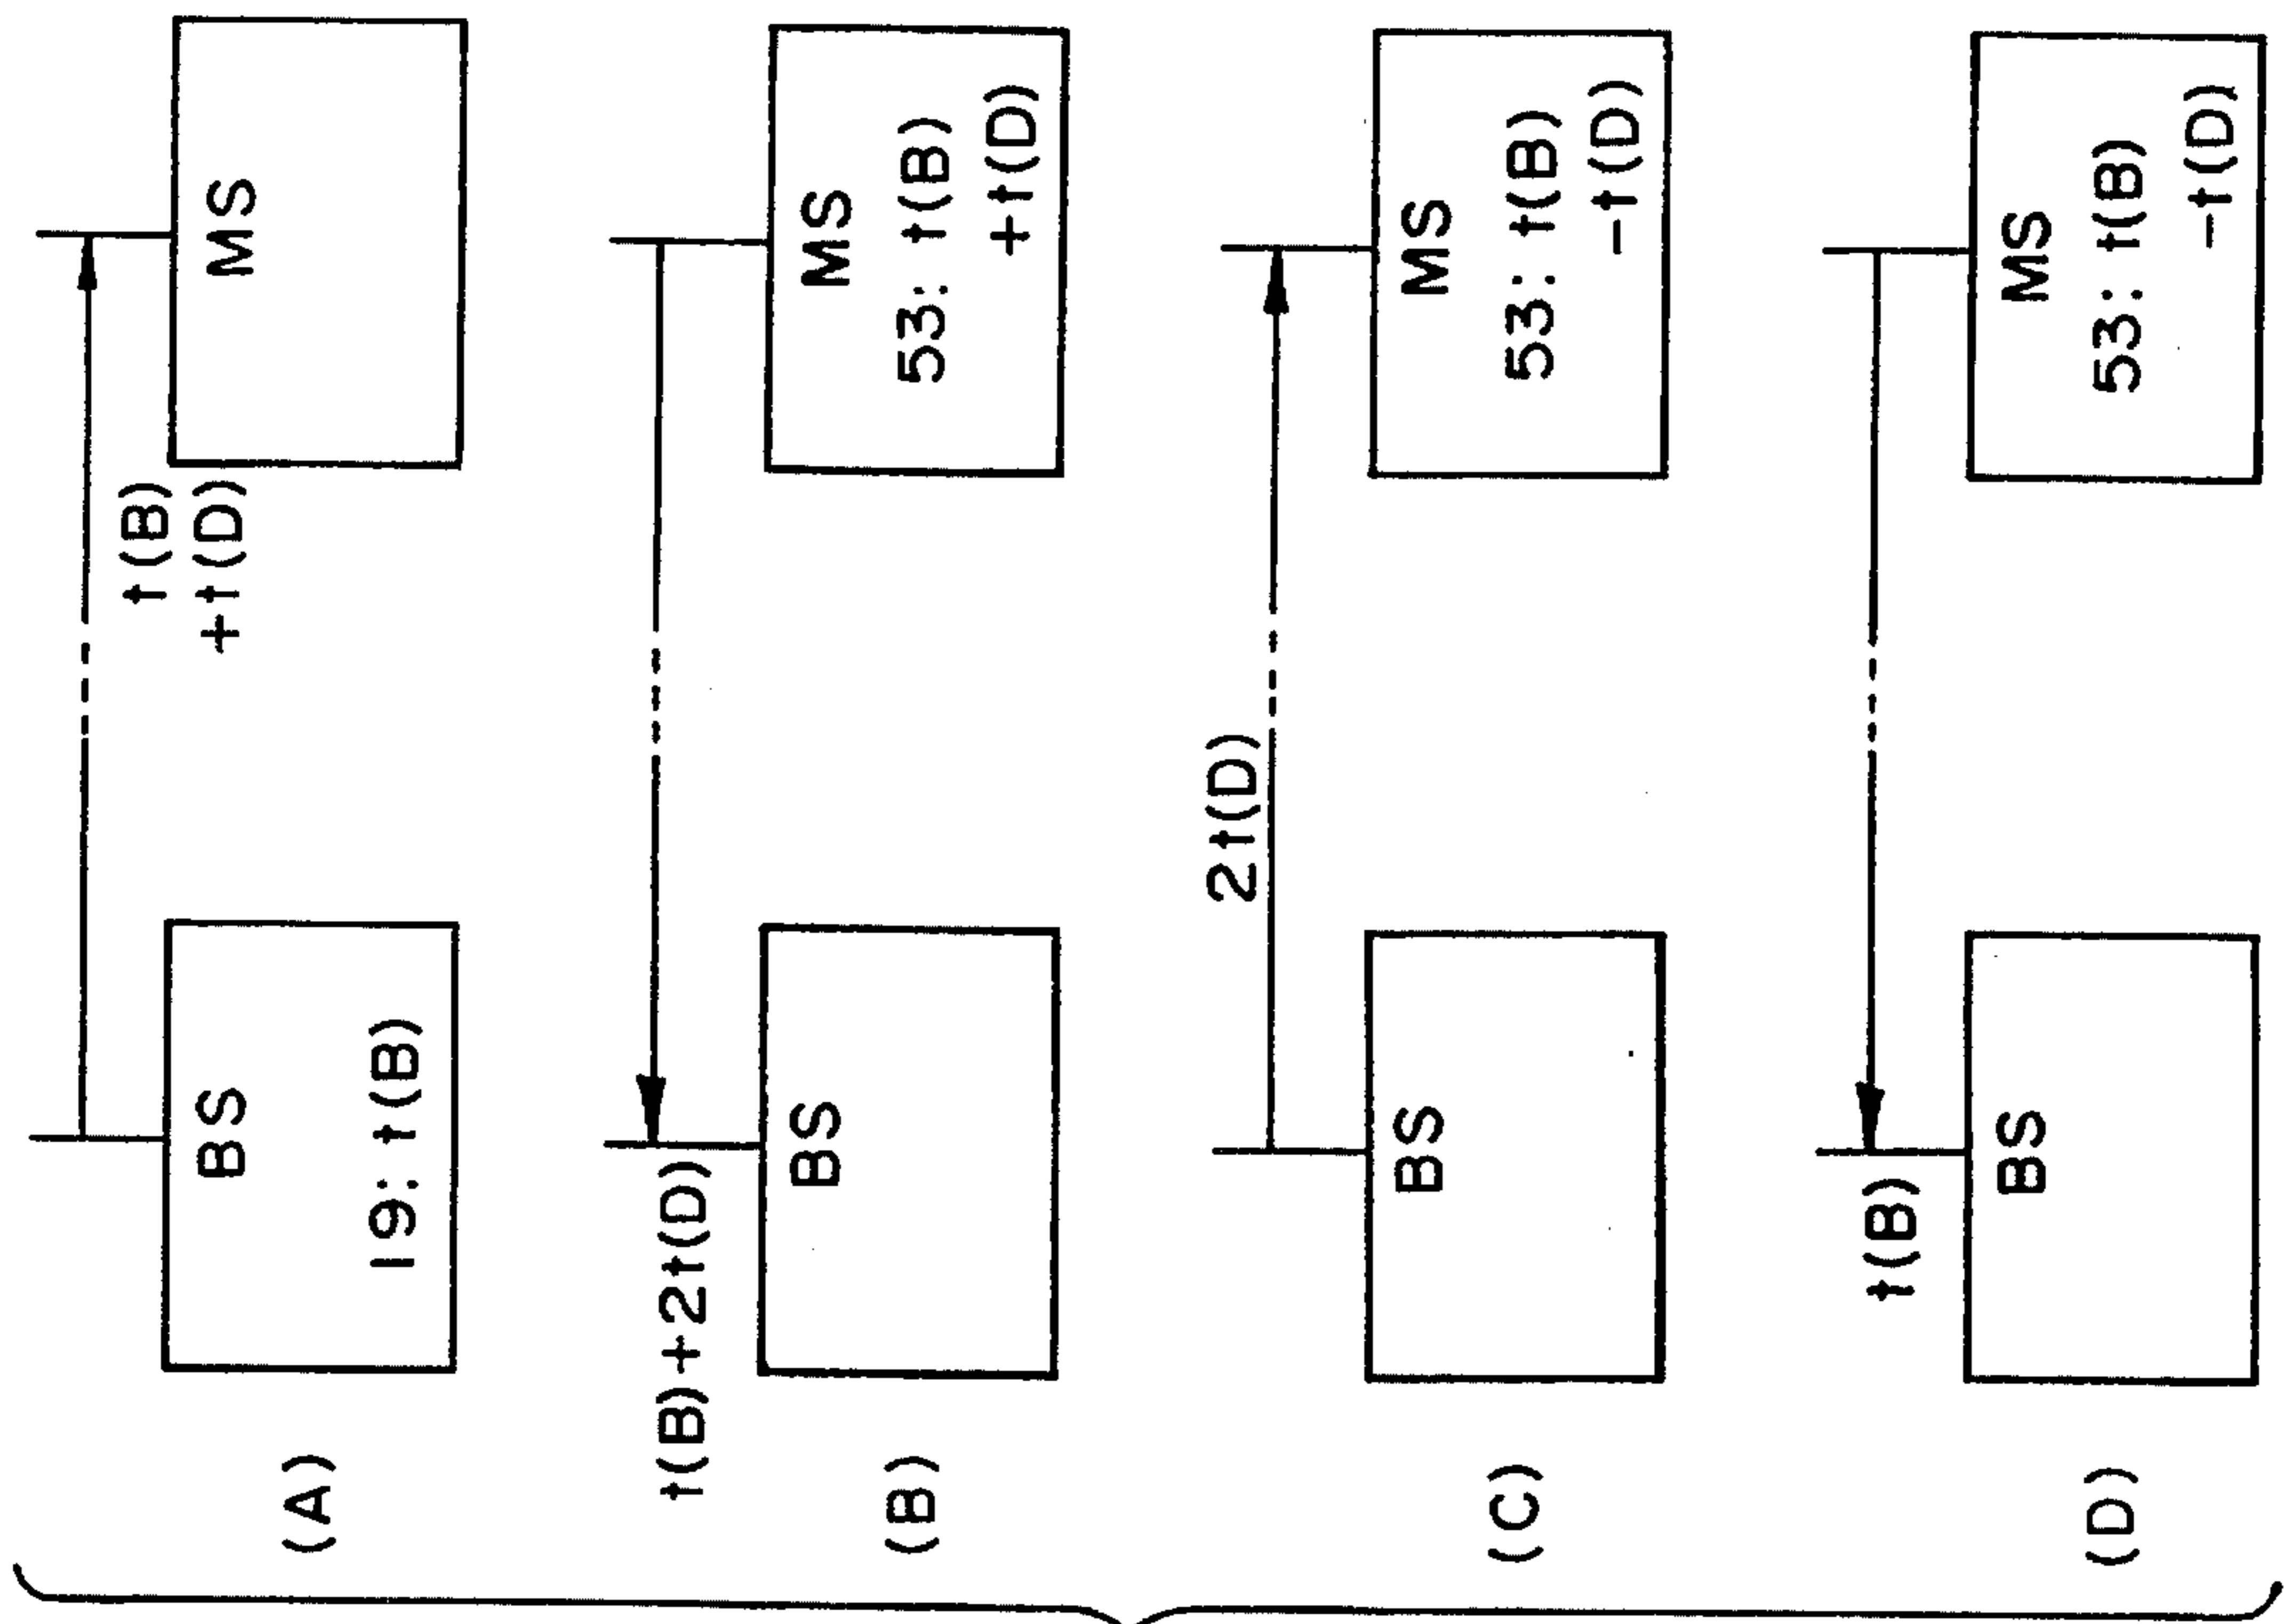 t(B)
+t(D)
(A)
BS
19: t(B)
MS
t(B)+2t(D)
(B)
BS
MS
53: t(B)
+t(D)
2t(D)
(C)
BS
MS
53: t(B)
-t(D)
t(B)
(D)
BS
MS
53: t(B)
-t(D)